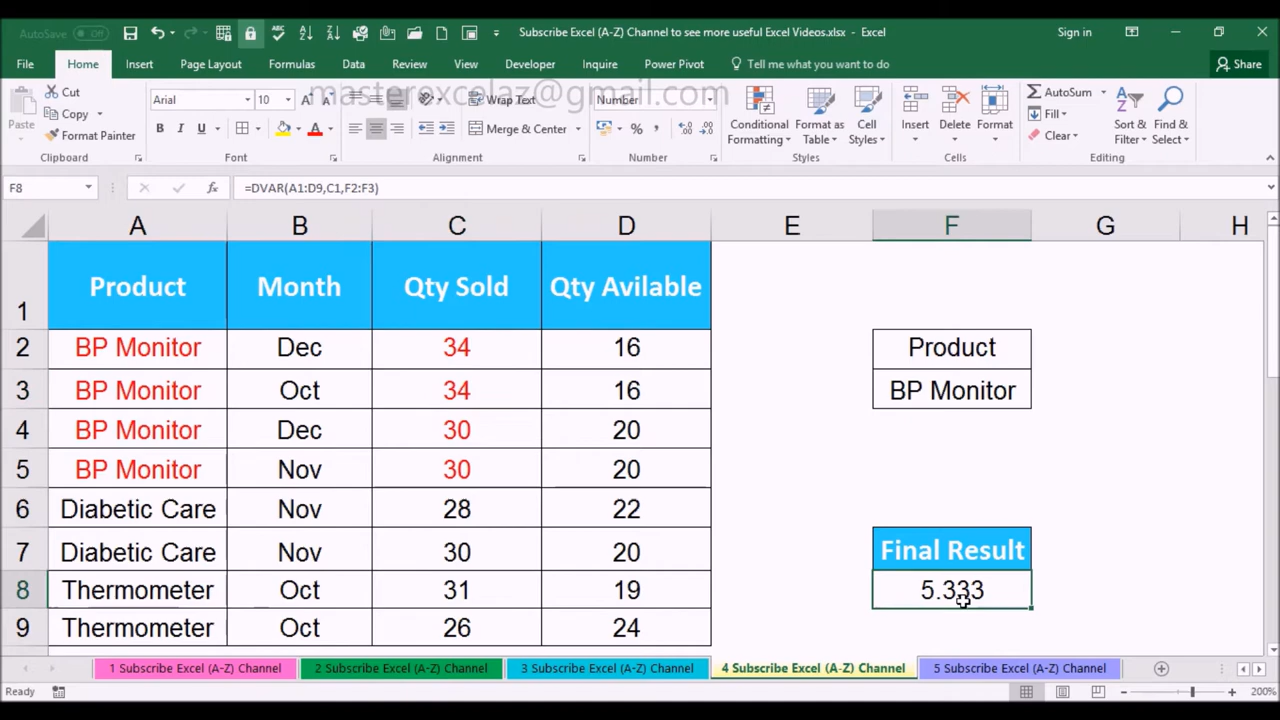 AutoSave Off
Subscribe Excel (A-Z) Channel to see more useful Excel Videos.xlsx - Excel
Sign in
File Home Insert Page Layout Formulas Data Review View Developer Inquire Power Pivot Tell me what you want to do Share
masterexcelaz@gmail.com
Paste
Cut
Copy
Format Painter
Arial 10
B I U
Wrap Text
Merge & Center
Number
Conditional Formatting
Format as Table
Cell Styles
Insert Delete Format
AutoSum
Fill
Clear
Sort & Filter
Find & Select
Clipboard Font Alignment Number Styles Cells Editing
F8 fx =DVAR(A1:D9,C1,F2:F3)
A B C D E F G H
1 Product Month Qty Sold Qty Avilable
2 BP Monitor Dec 34 16 Product
3 BP Monitor Oct 34 16 BP Monitor
4 BP Monitor Dec 30 20
5 BP Monitor Nov 30 20
6 Diabetic Care Nov 28 22
7 Diabetic Care Nov 30 20 Final Result
8 Thermometer Oct 31 19 5.333
9 Thermometer Oct 26 24
1 Subscribe Excel (A-Z) Channel 2 Subscribe Excel (A-Z) Channel 3 Subscribe Excel (A-Z) Channel 4 Subscribe Excel (A-Z) Channel 5 Subscribe Excel (A-Z) Channel
Ready 200%